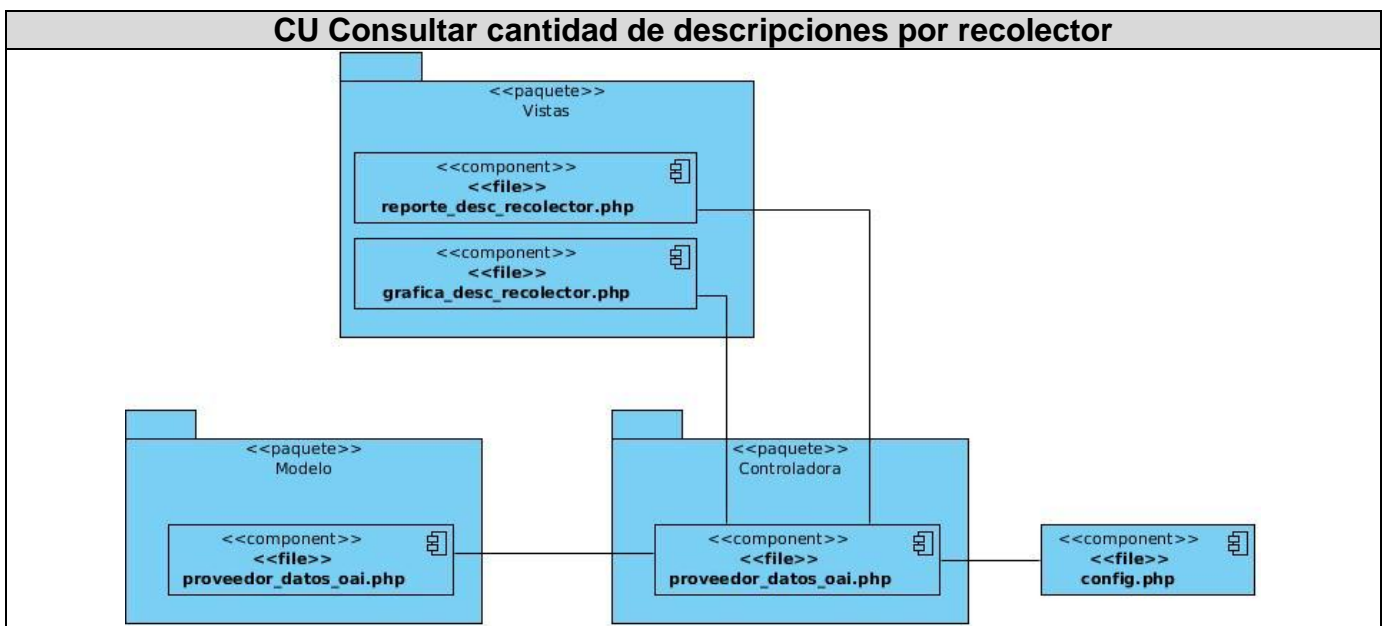 CU Consultar cantidad de descripciones por recolector
<<paquete>>
Vistas
<<component>>
<<file>>
reporte_desc_recolector.php
<<component>>
<<file>>
grafica_desc_recolector.php
<<paquete>>
Modelo
<<component>>
<<file>>
proveedor_datos_oai.php
<<paquete>>
Controladora
<<component>>
<<file>>
proveedor_datos_oai.php
<<component>>
<<file>>
config.php